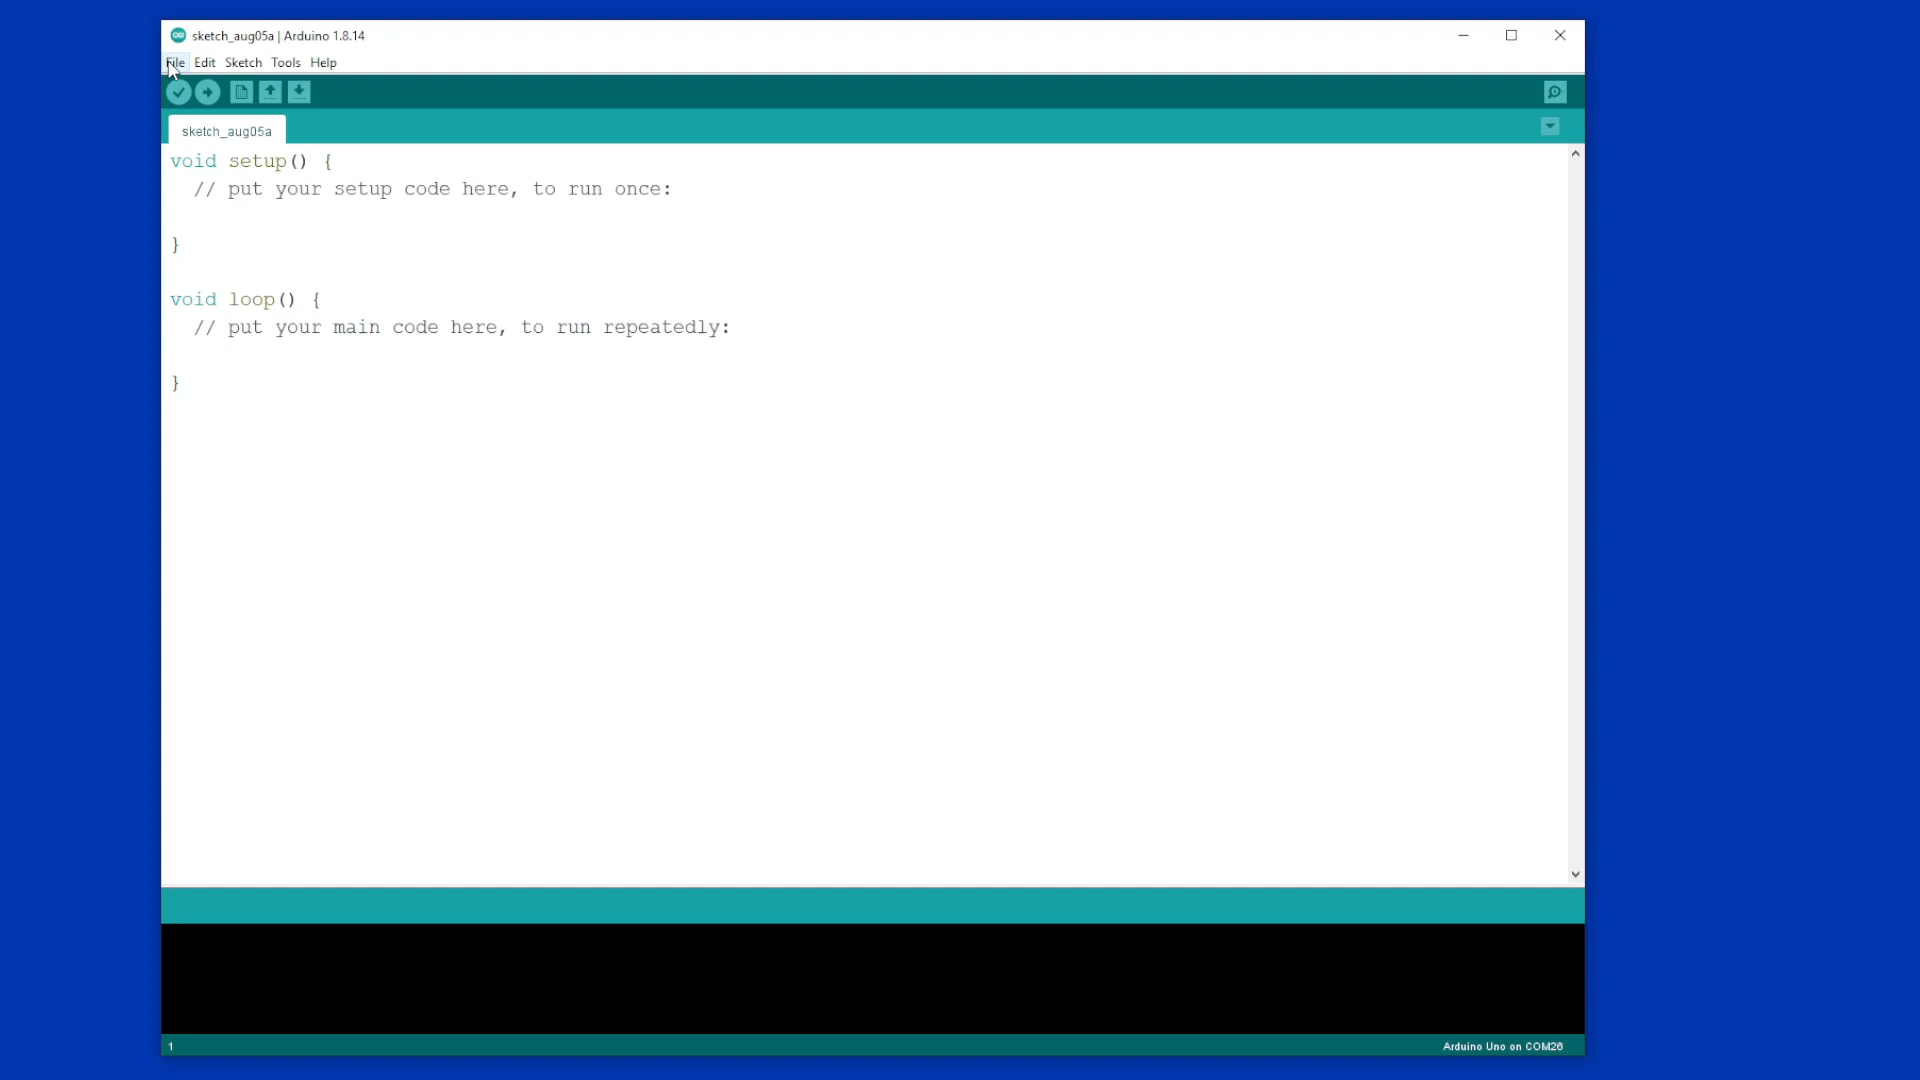 sketch_aug05a | Arduino 1.8.14
File Edit Sketch Tools Help
sketch_aug05a
void setup() {
  // put your setup code here, to run once:
}
void loop() {
  // put your main code here, to run repeatedly:
}
1 Arduino Uno on COM26